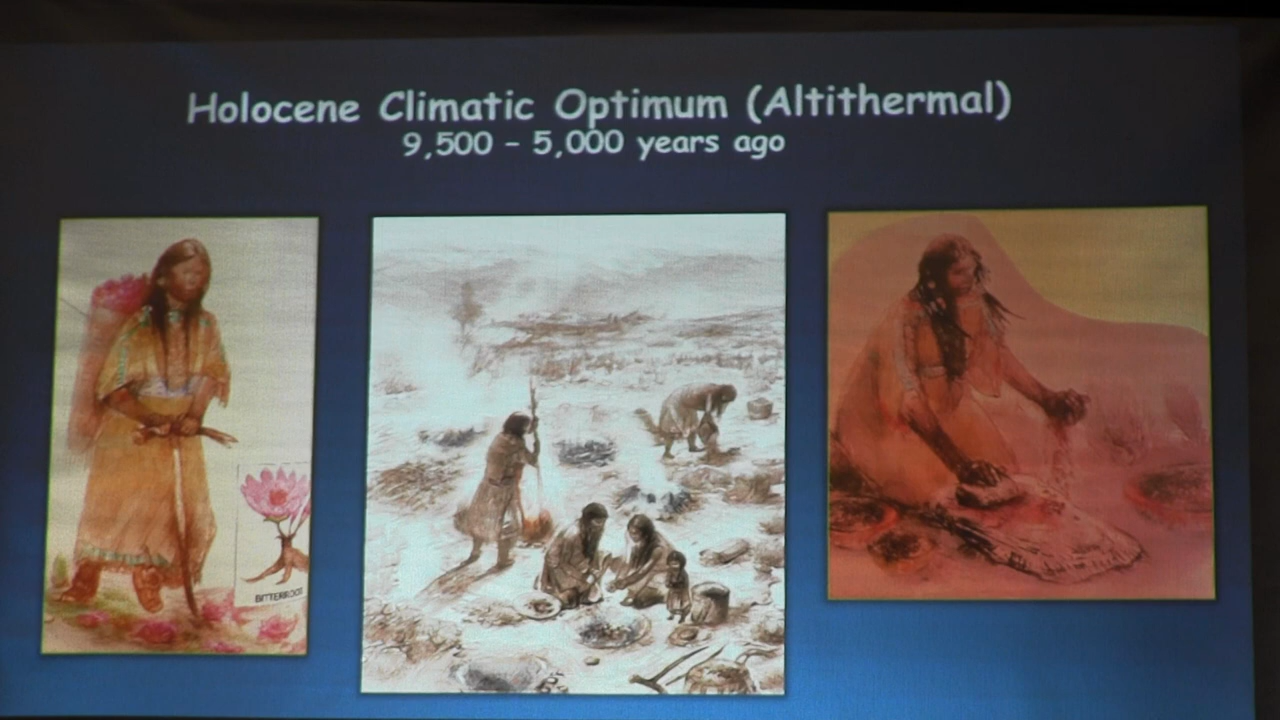 Holocene Climatic Optimum (Altithermal)
9,500 – 5,000 years ago
BITTERROOT